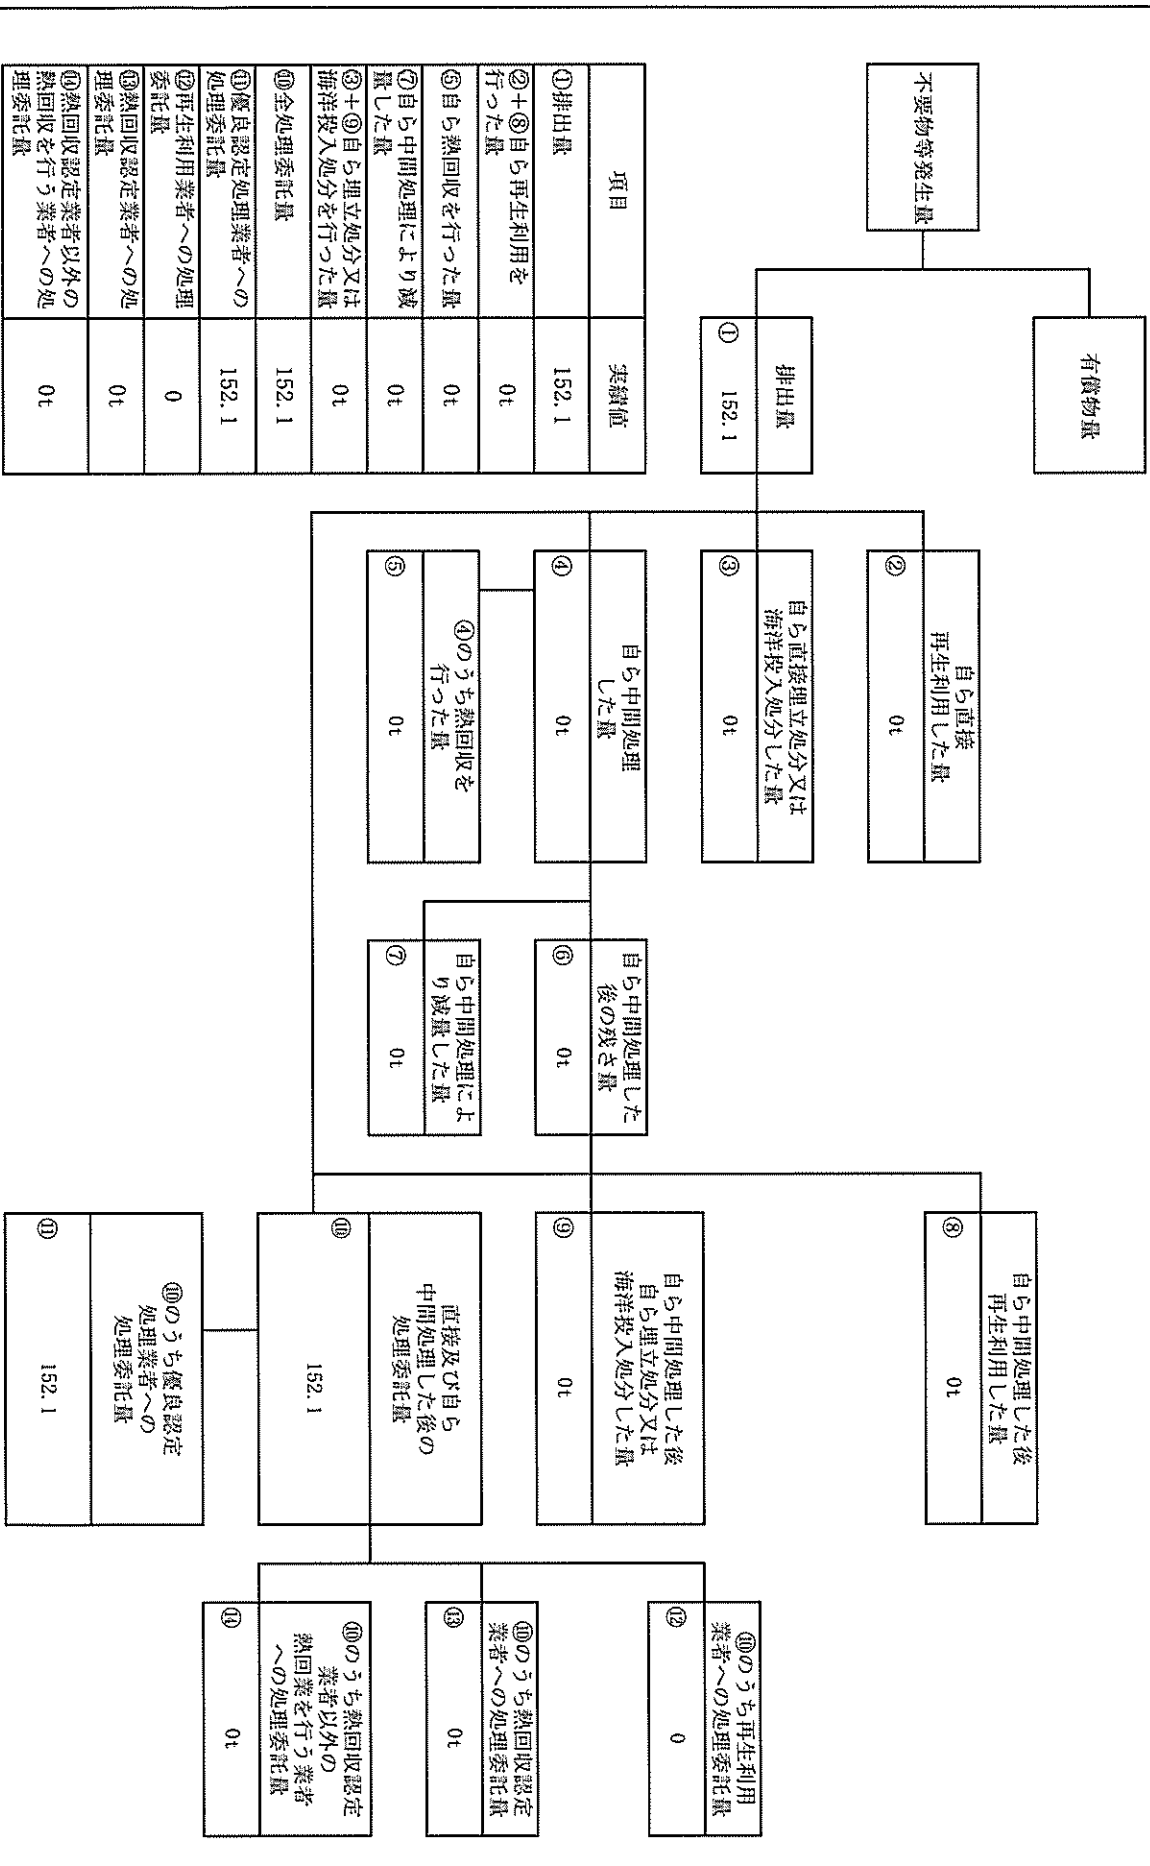 不要物等発生量
有償物量
排出量
① 152.1
自ら直接
再生利用した量
② 0t
自ら直接埋立処分又は
海洋投入処分した量
③ 0t
自ら中間処理
した量
④ 0t
④のうち熱回収を
行った量
⑤ 0t
自ら中間処理した
後の残さ量
⑥ 0t
自ら中間処理によ
り減量した量
⑦ 0t
自ら中間処理した後
再生利用した量
⑧ 0t
自ら中間処理した後
自ら埋立処分又は
海洋投入処分した量
⑨ 0t
直接及び自ら
中間処理した後の
処理委託量
⑩
152.1
⑩のうち優良認定
処理業者への
処理委託量
⑪
152.1
⑩のうち再生利用
業者への処理委託量
⑫ 0
⑩のうち熱回収認定
業者への処理委託量
⑬ 0t
⑩のうち熱回収認定
業者以外の
熱回業を行う業者
への処理委託量
⑭ 0t
項目 実績値
①排出量 152.1
②+⑧自ら再生利用を
行った量 0t
⑤自ら熱回収を行った量 0t
⑦自ら中間処理により減
量した量 0t
③+⑨自ら埋立処分又は
海洋投入処分を行った量 0t
⑩全処理委託量 152.1
⑪優良認定処理業者への
処理委託量 152.1
⑫再生利用業者への処理
委託量 0
⑬熱回収認定業者への処
理委託量 0t
⑭熱回収認定業者以外の
熱回収を行う業者への処
理委託量 0t